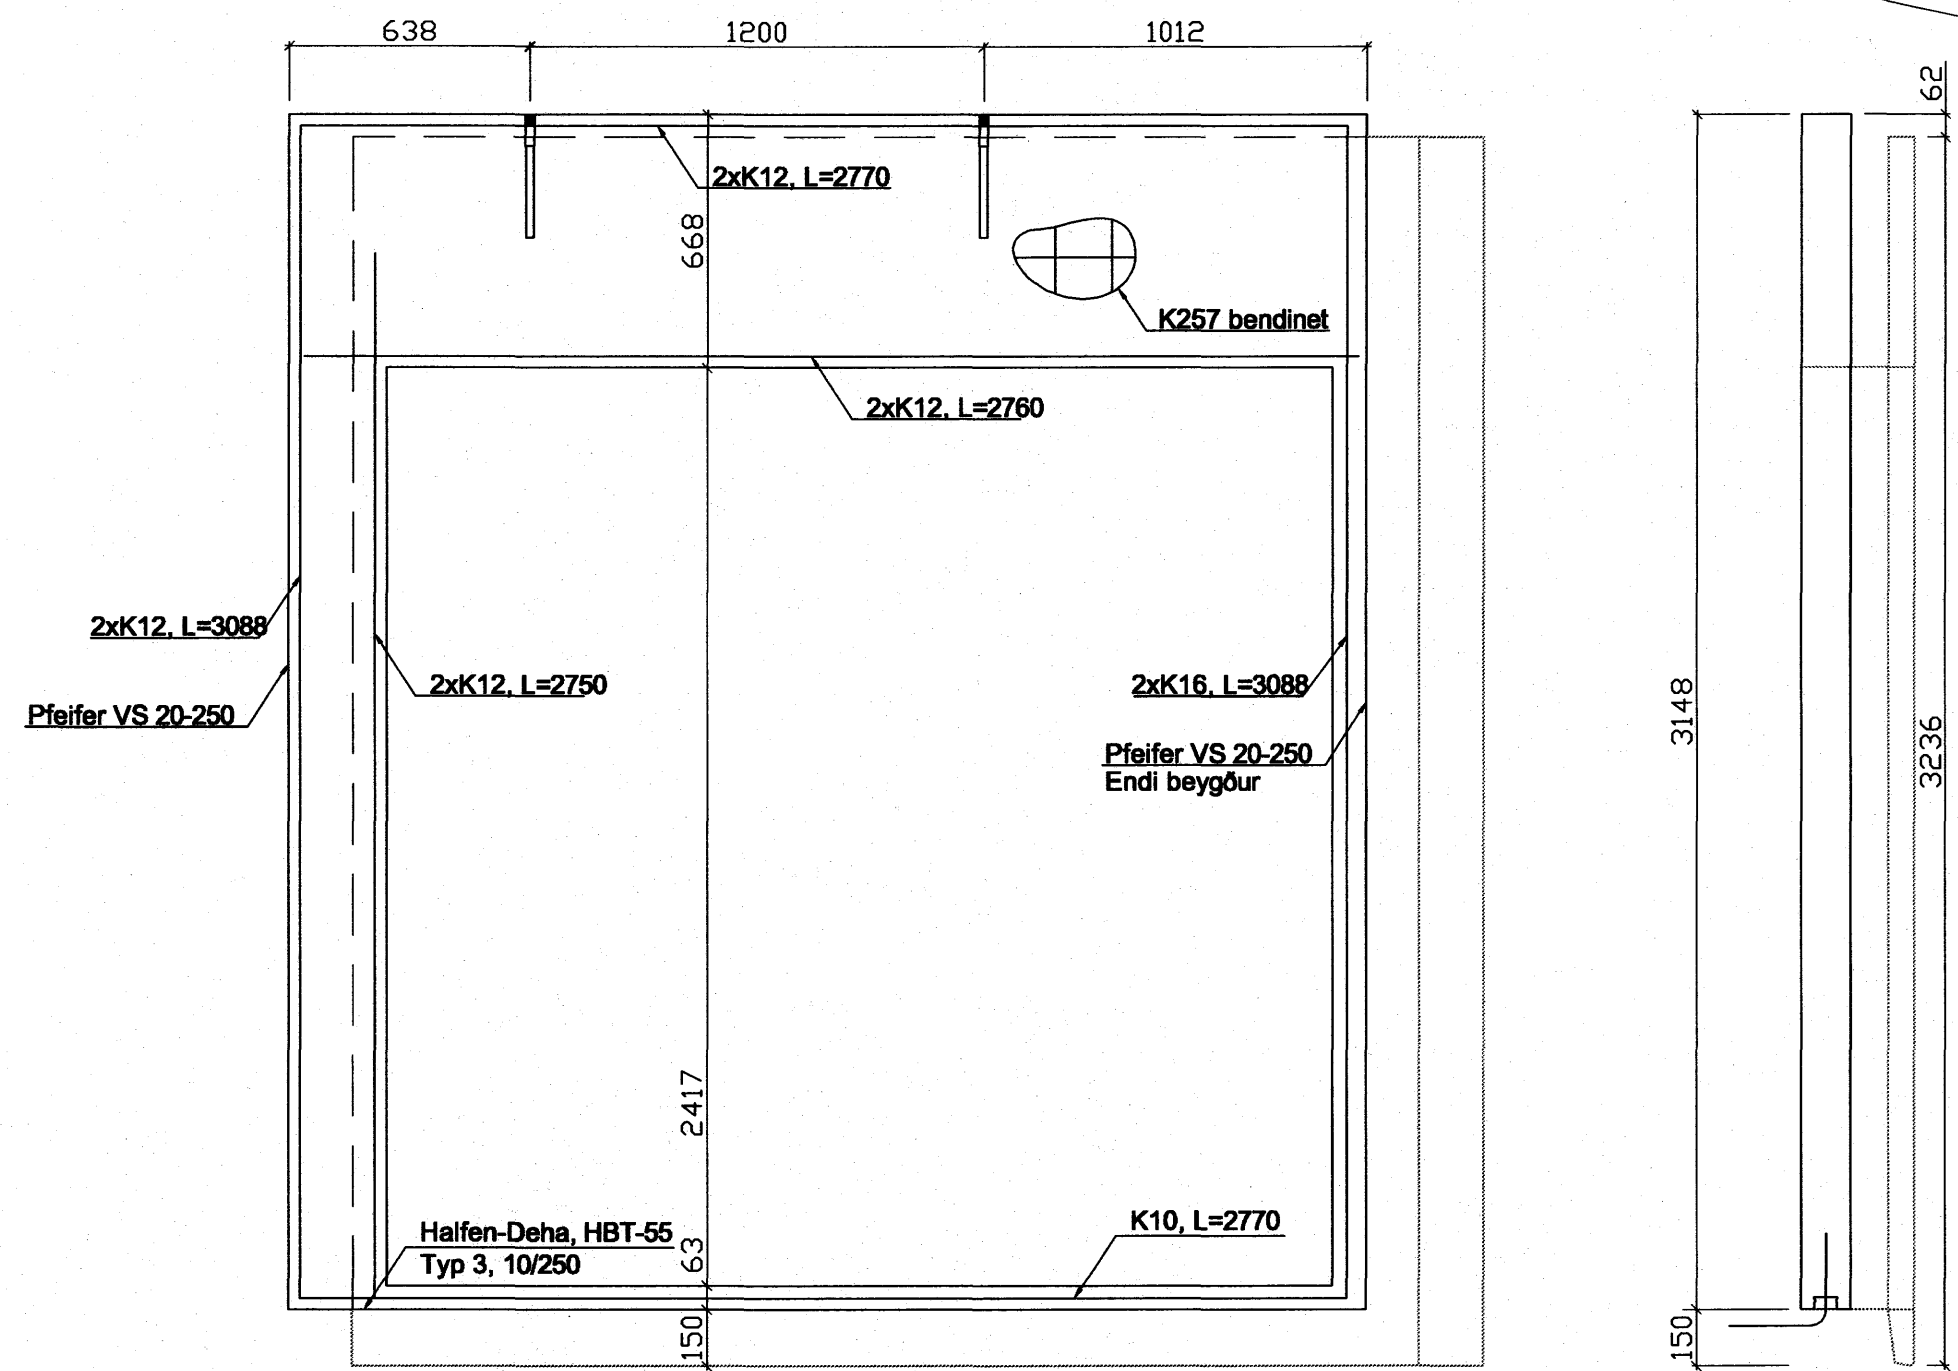 638
1200
1012
62
2xK12, L=2770
668
K257 bendinet
2xK12, L=2760
2xK12, L=3088
2xK12, L=2750
2xK16, L=3088
Pfeifer VS 20-250
Pfeifer VS 20-250
Endi beygður
3148
3236
2417
Halfen-Deha, HBT-55
Typ 3, 10/250
63
K10, L=2770
150
150